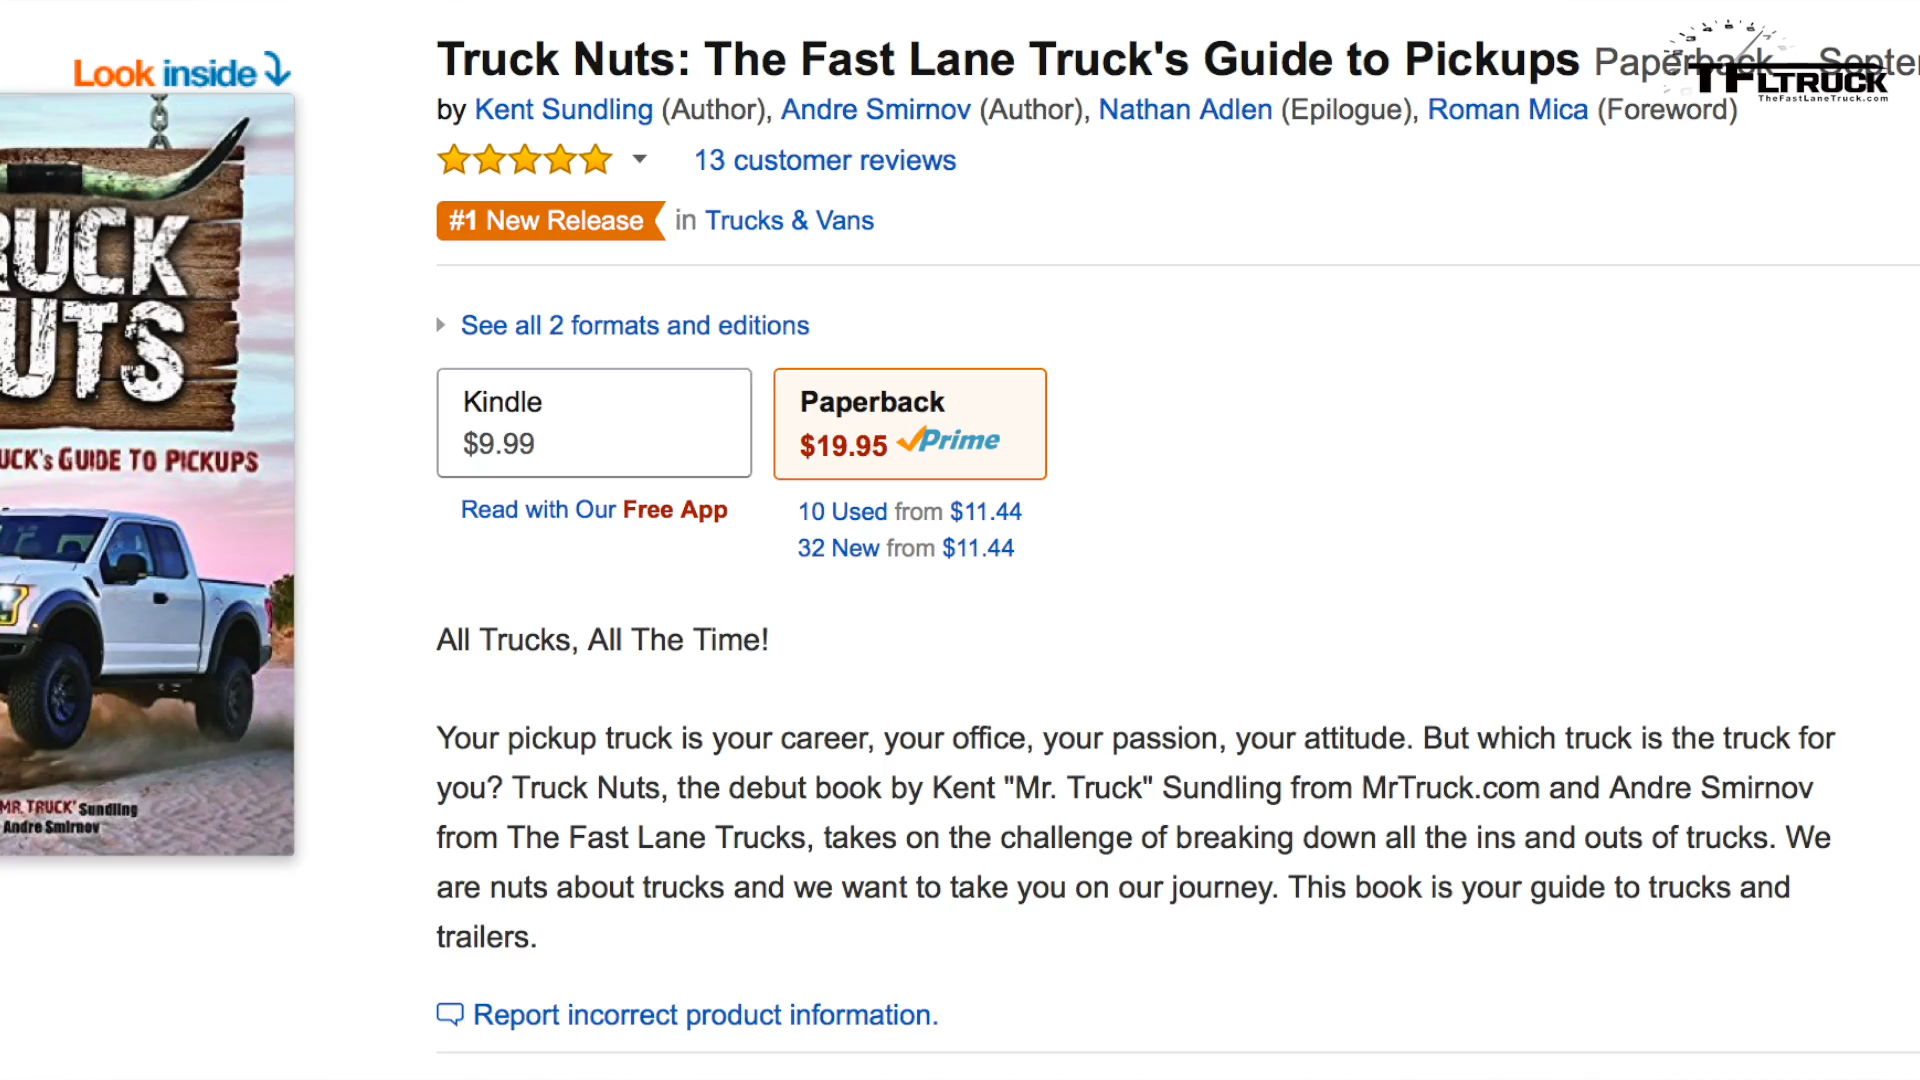 Look inside
Truck Nuts: The Fast Lane Truck's Guide to Pickups Paperback – Septe
TFLTRUCK
TheFastLaneTruck.com
by Kent Sundling (Author), Andre Smirnov (Author), Nathan Adlen (Epilogue), Roman Mica (Foreword)
13 customer reviews
#1 New Release in Trucks & Vans
See all 2 formats and editions
Kindle
$9.99
Paperback
$19.95 Prime
Read with Our Free App
10 Used from $11.44
32 New from $11.44
All Trucks, All The Time!
Your pickup truck is your career, your office, your passion, your attitude. But which truck is the truck for
you? Truck Nuts, the debut book by Kent "Mr. Truck" Sundling from MrTruck.com and Andre Smirnov
from The Fast Lane Trucks, takes on the challenge of breaking down all the ins and outs of trucks. We
are nuts about trucks and we want to take you on our journey. This book is your guide to trucks and
trailers.
Report incorrect product information.
RUCK
UTS
UCK's GUIDE TO PICKUPS
MR. TRUCK' Sundling
Andre Smirnov